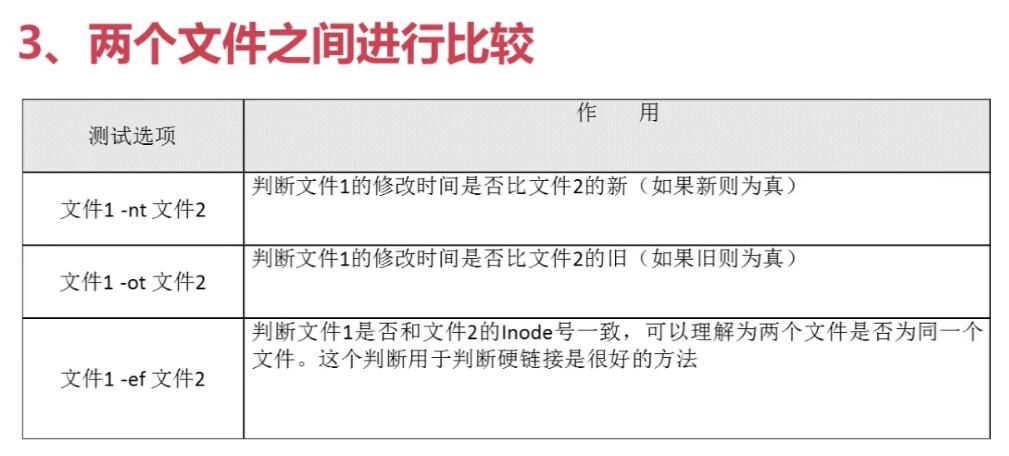 3、两个文件之间进行比较
测试选项
作 用
文件1 -nt 文件2
判断文件1的修改时间是否比文件2的新（如果新则为真）
文件1 -ot 文件2
判断文件1的修改时间是否比文件2的旧（如果旧则为真）
文件1 -ef 文件2
判断文件1是否和文件2的Inode号一致，可以理解为两个文件是否为同一个
文件。这个判断用于判断硬链接是很好的方法